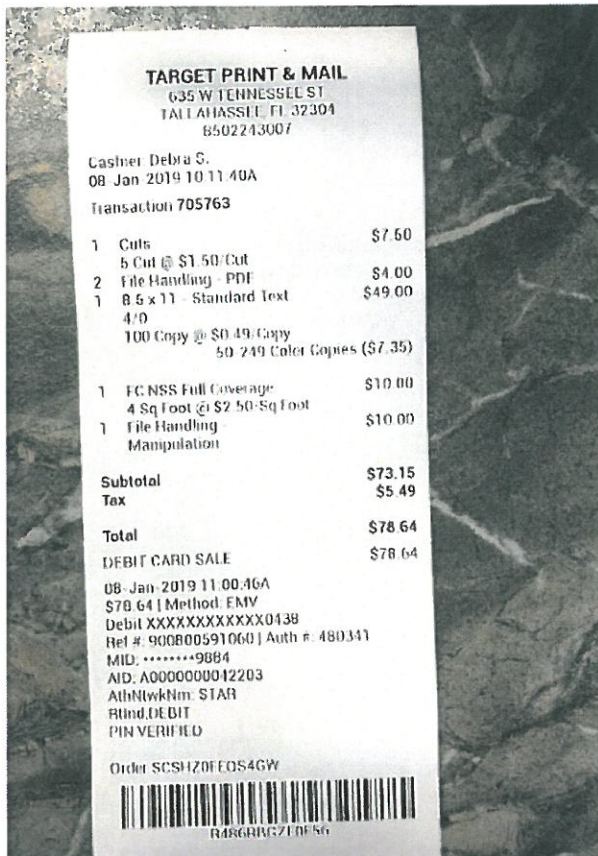 TARGET PRINT & MAIL
635 W TENNESSEE ST
TALLAHASSEE, FL 32304
8502243007
Cashier: Debra S.
08-Jan-2019 10:11:40A
Transaction 705763
1 Cuts $7.50
5 Cut @ $1.50/Cut
2 File Handling - PDF $4.00
1 8.5 x 11 - Standard Text $49.00
4/0
100 Copy @ $0.49/Copy
50-249 Color Copies ($7.35)
1 FC NSS Full Coverage $10.00
4 Sq Foot @ $2.50/Sq Foot
1 File Handling - $10.00
Manipulation
Subtotal $73.15
Tax $5.49
Total $78.64
DEBIT CARD SALE $78.64
08-Jan-2019 11:00:46A
$78.64 | Method: EMV
Debit XXXXXXXXXXXX0438
Ref #: 900800591060 | Auth #: 480341
MID: ********9884
AID: A0000000042203
AthNtwkNm: STAR
DEBIT
PIN VERIFIED
Order